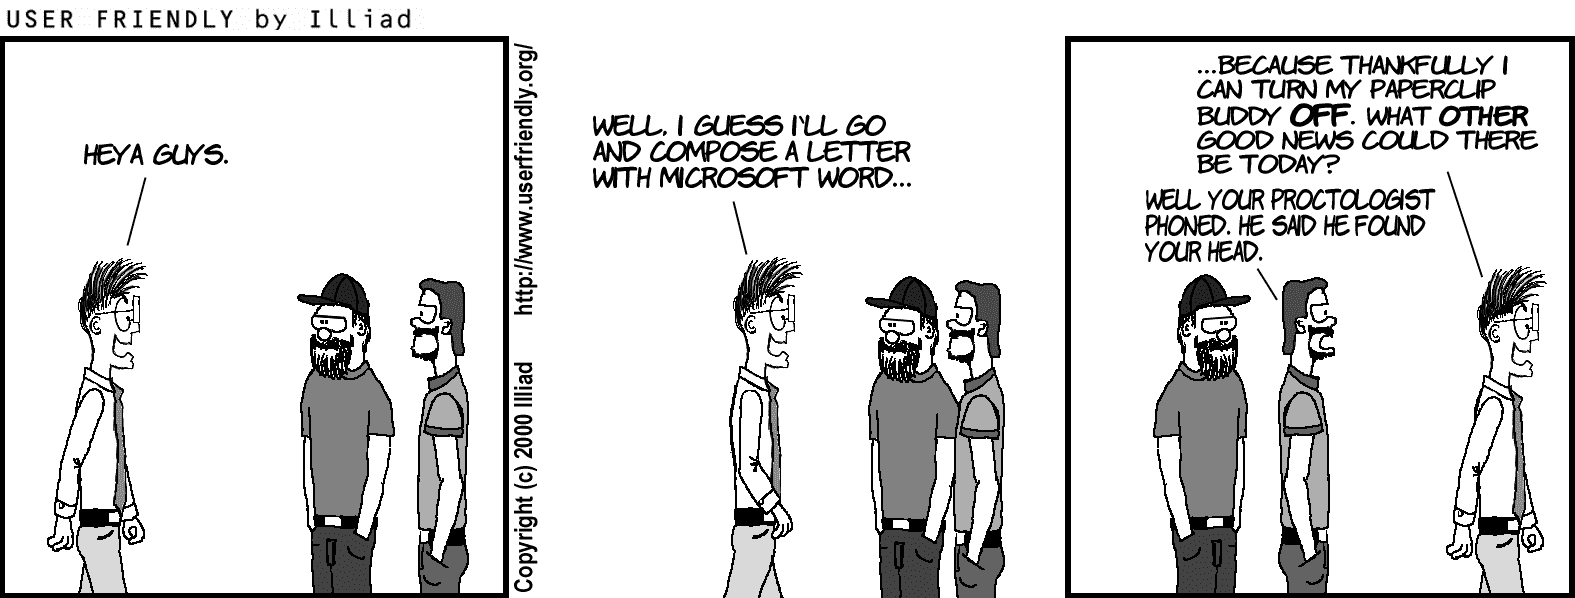 USER FRIENDLY by Illiad
HEYA GUYS.
Copyright (c) 2000 Illiad http://www.userfriendly.org/
WELL, I GUESS I'LL GO
AND COMPOSE A LETTER
WITH MICROSOFT WORD...
...BECAUSE THANKFULLY I
CAN TURN MY PAPERCLIP
BUDDY OFF. WHAT OTHER
GOOD NEWS COULD THERE
BE TODAY?
WELL YOUR PROCTOLOGIST
PHONED. HE SAID HE FOUND
YOUR HEAD.